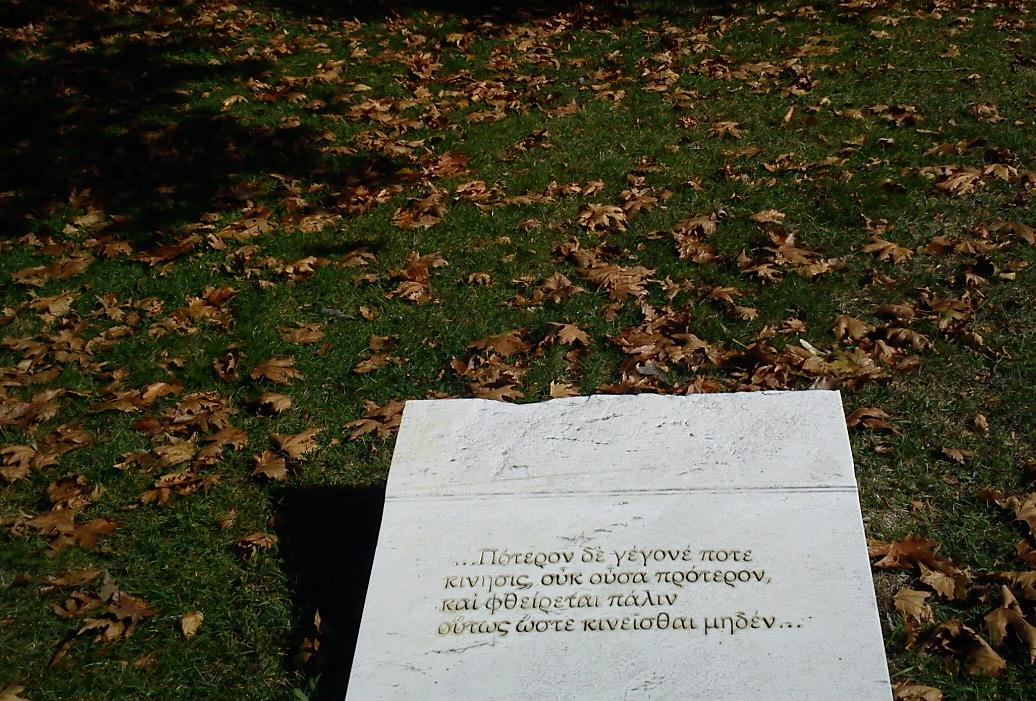 ...Πότερον δὲ γέγονέ ποτε
κίνησις, οὐκ οὖσα πρότερον,
καὶ φθείρεται πάλιν
οὕτως ὥστε κινεῖσθαι μηδέν...